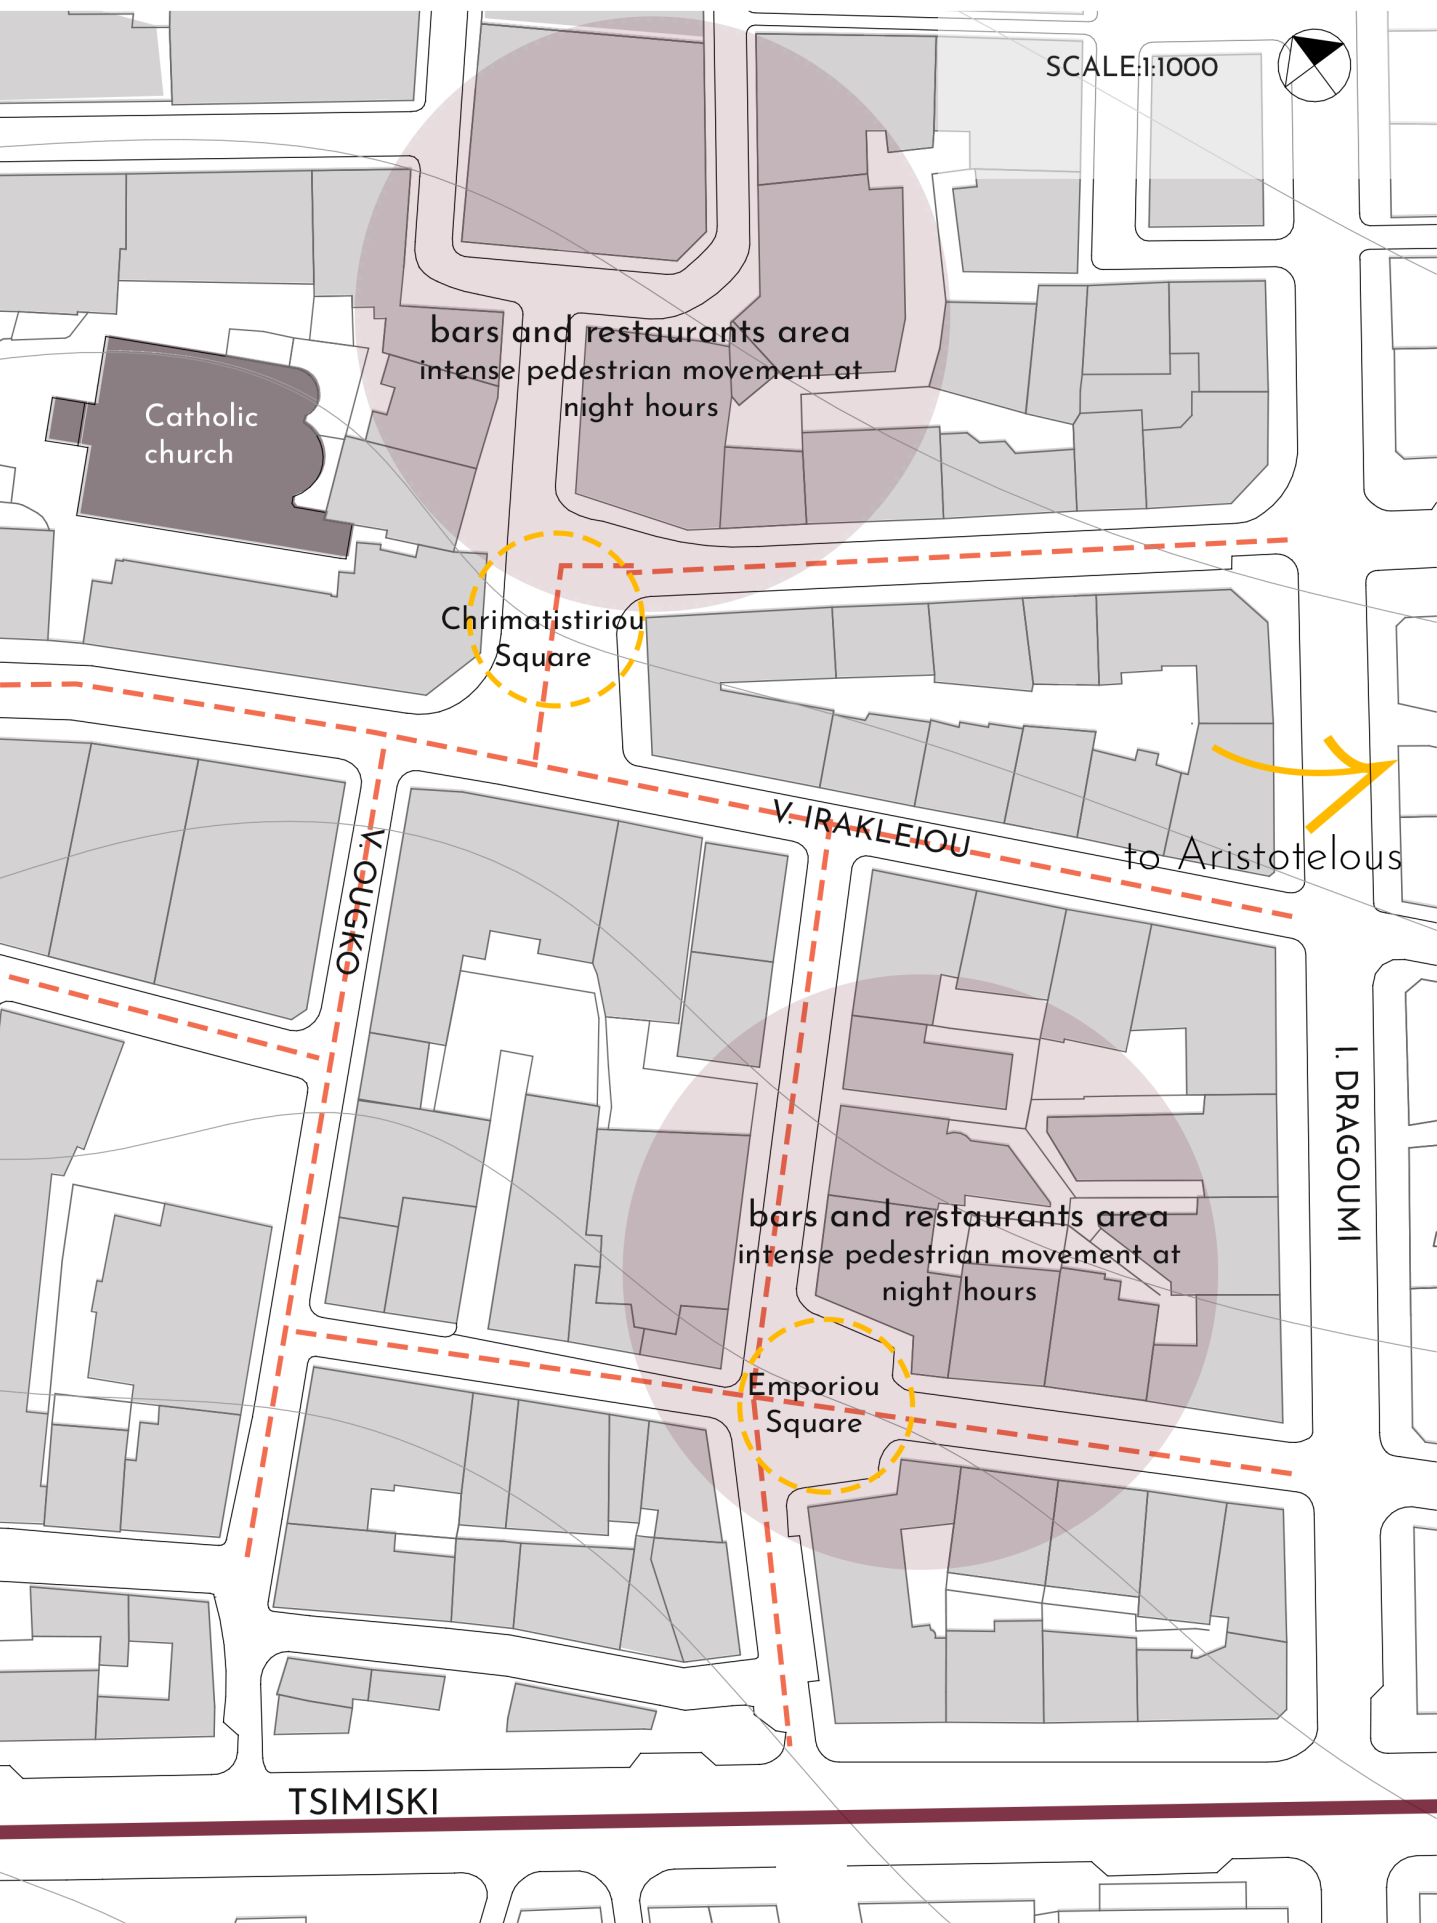 SCALE:1:1000
bars and restaurants area
intense pedestrian movement at
night hours
Catholic
church
Chrimatistiriou
Square
V. IRAKLEIOU
to Aristotelous
V. OUGKO
I. DRAGOUMI
bars and restaurants area
intense pedestrian movement at
night hours
Emporiou
Square
TSIMISKI